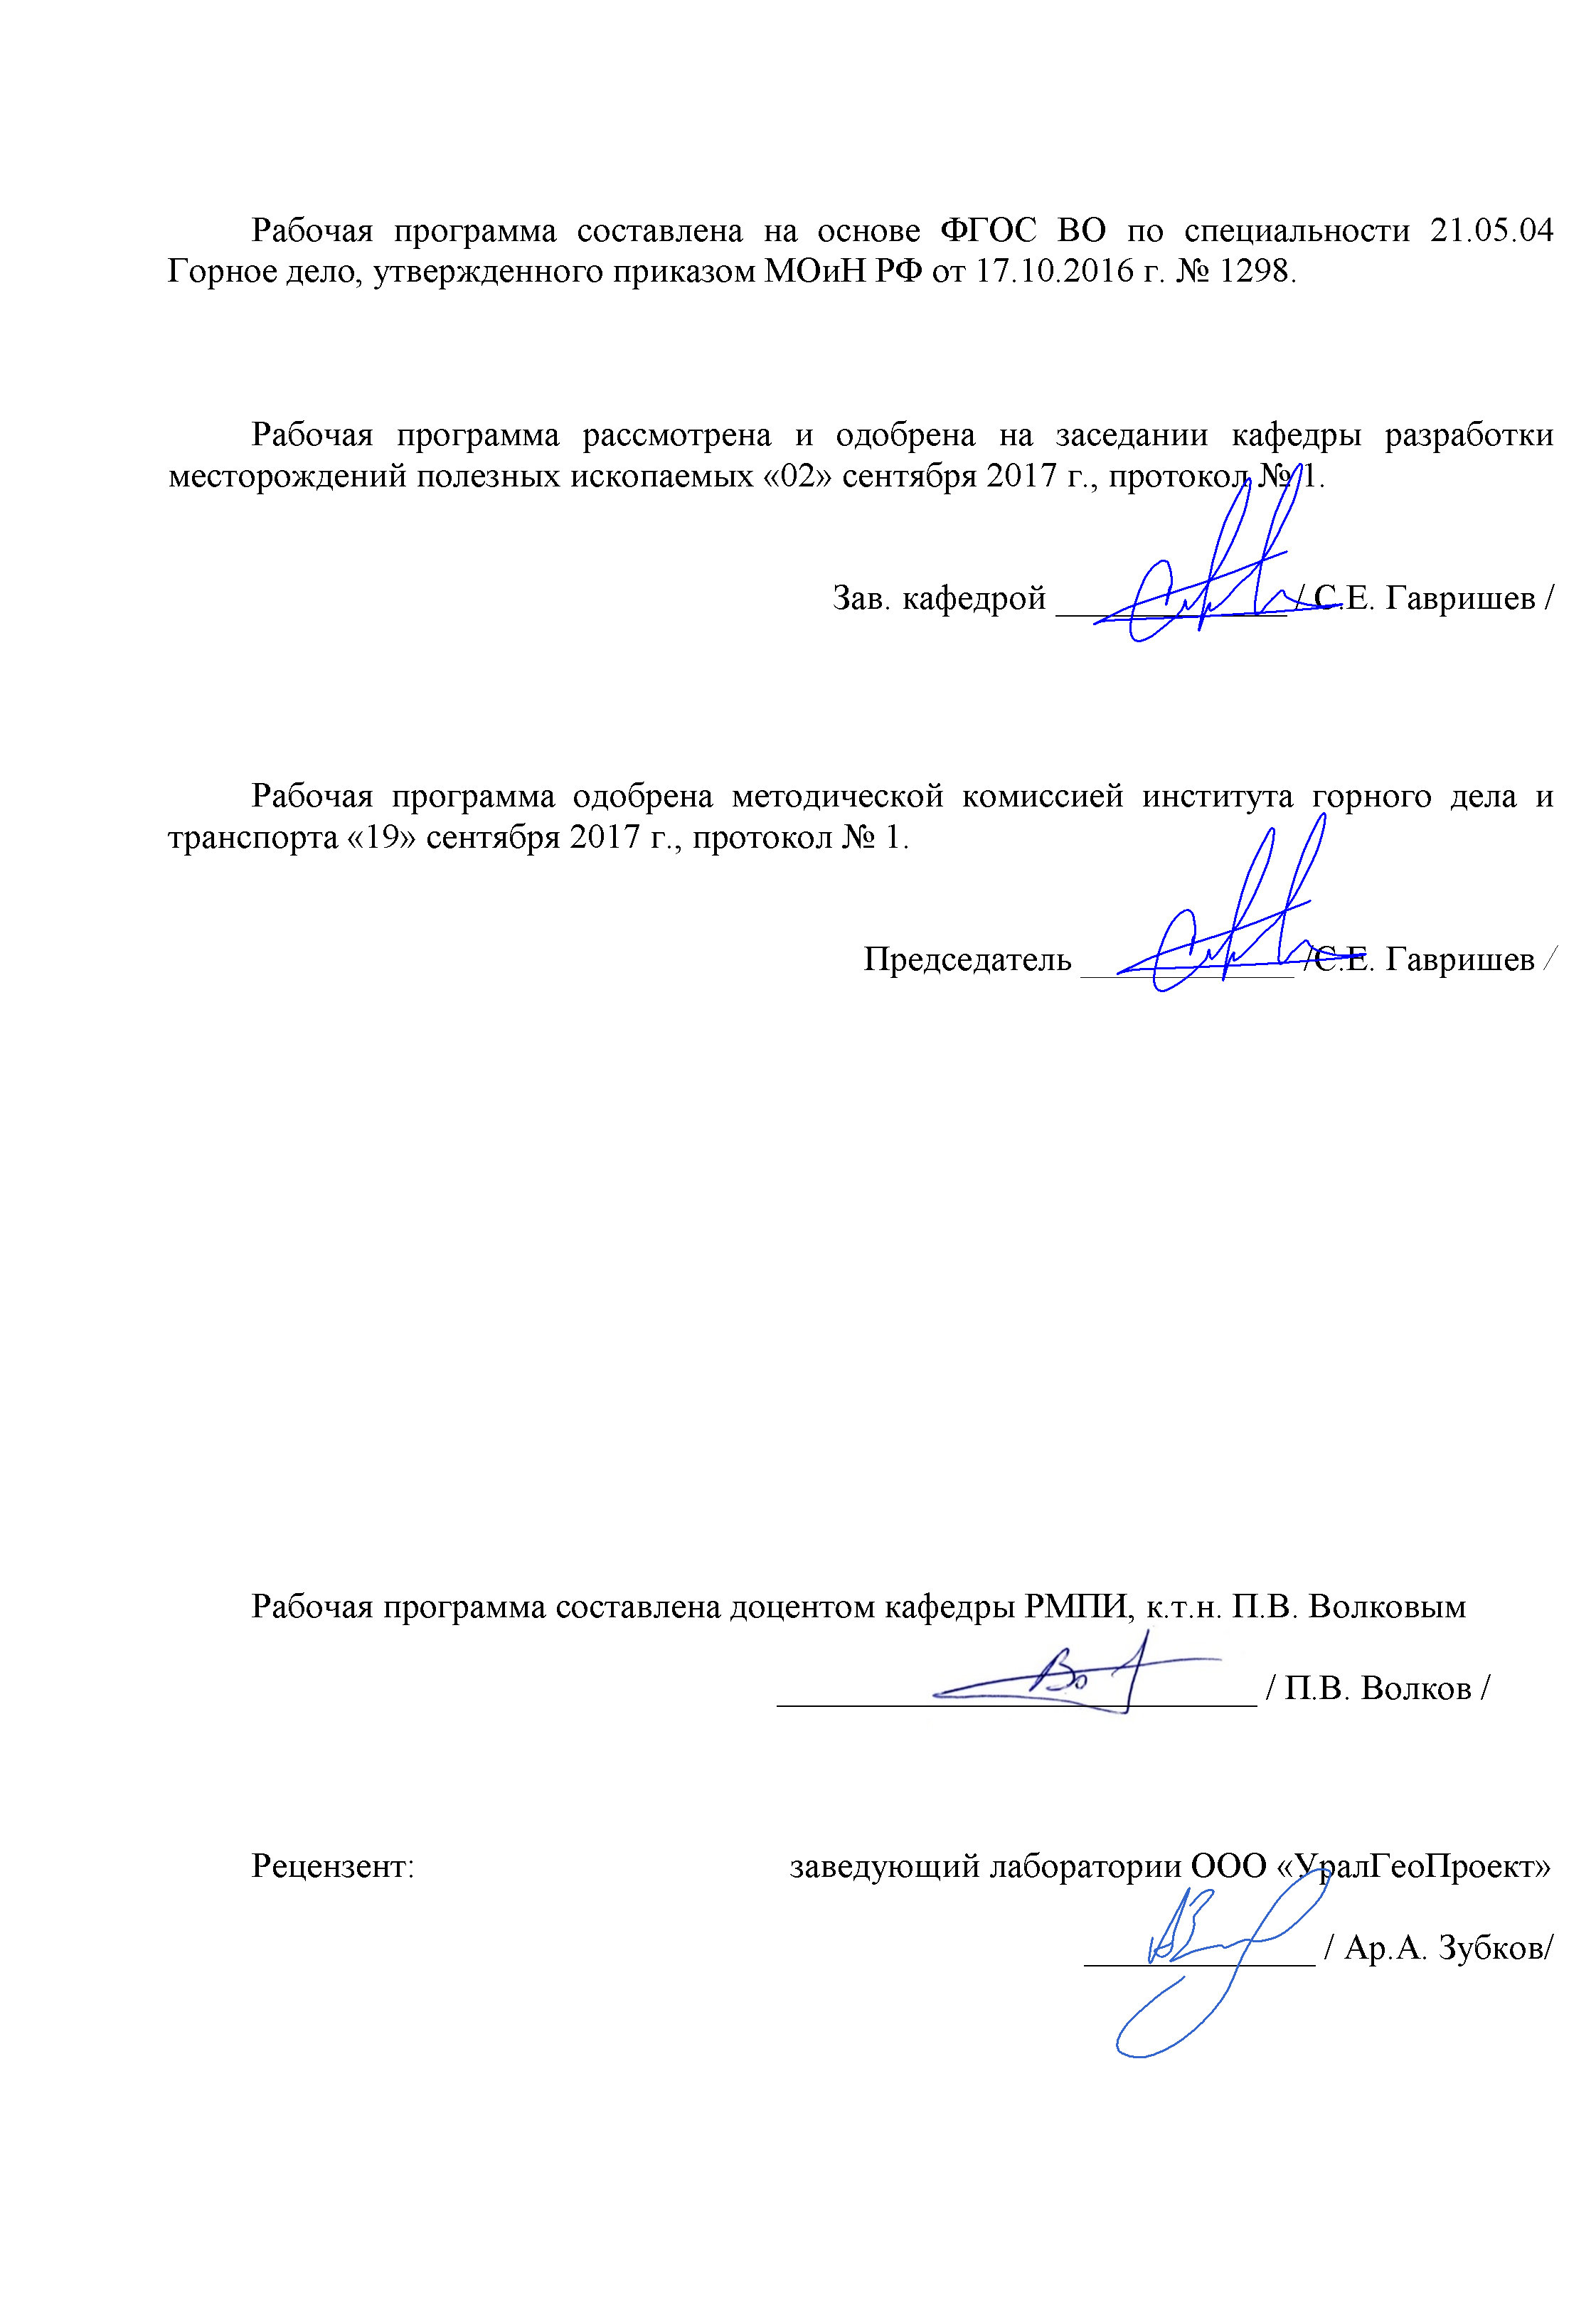 Рабочая программа составлена на основе ФГОС ВО по специальности 21.05.04
Горное дело, утвержденного приказом МОиН РФ от 17.10.2016 г. № 1298.
Рабочая программа рассмотрена и одобрена на заседании кафедры разработки
месторождений полезных ископаемых «02» сентября 2017 г., протокол № 1.
Зав. кафедрой _____________ / С.Е. Гавришев /
Рабочая программа одобрена методической комиссией института горного дела и
транспорта «19» сентября 2017 г., протокол № 1.
Председатель ____________ /С.Е. Гавришев /
Рабочая программа составлена доцентом кафедры РМПИ, к.т.н. П.В. Волковым
___________________________ / П.В. Волков /
Рецензент: заведующий лаборатории ООО «УралГеоПроект»
_____________ / Ар.А. Зубков/